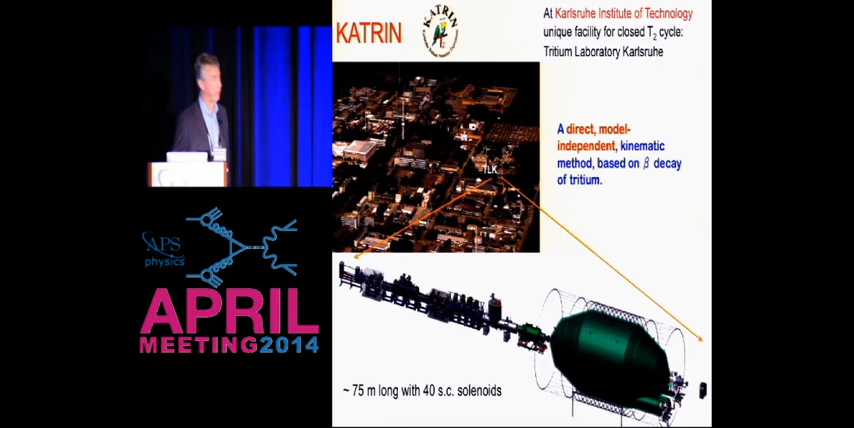 KATRIN
KATRIN
At Karlsruhe Institute of Technology
unique facility for closed T2 cycle:
Tritium Laboratory Karlsruhe
A direct, model-
independent, kinematic
method, based on β decay
of tritium.
TLK
~ 75 m long with 40 s.c. solenoids
APS
physics
APRIL
MEETING2014